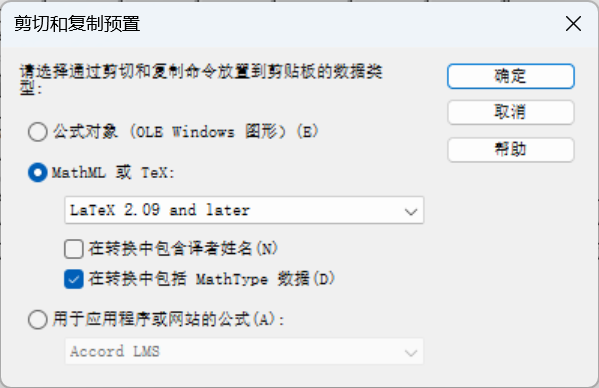 剪切和复制预置
请选择通过剪切和复制命令放置到剪贴板的数据类
型:
确定
取消
帮助
公式对象 (OLE Windows 图形) (E)
MathML 或 TeX:
LaTeX 2.09 and later
在转换中包含译者姓名(N)
在转换中包括 MathType 数据(D)
用于应用程序或网站的公式(A):
Accord LMS